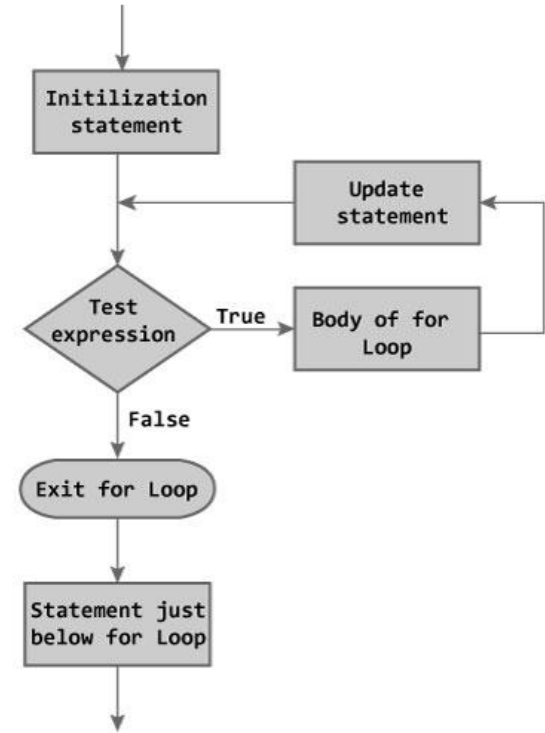 Initilization
statement
Update
statement
Test
expression
True
Body of for
Loop
False
Exit for Loop
Statement just
below for Loop